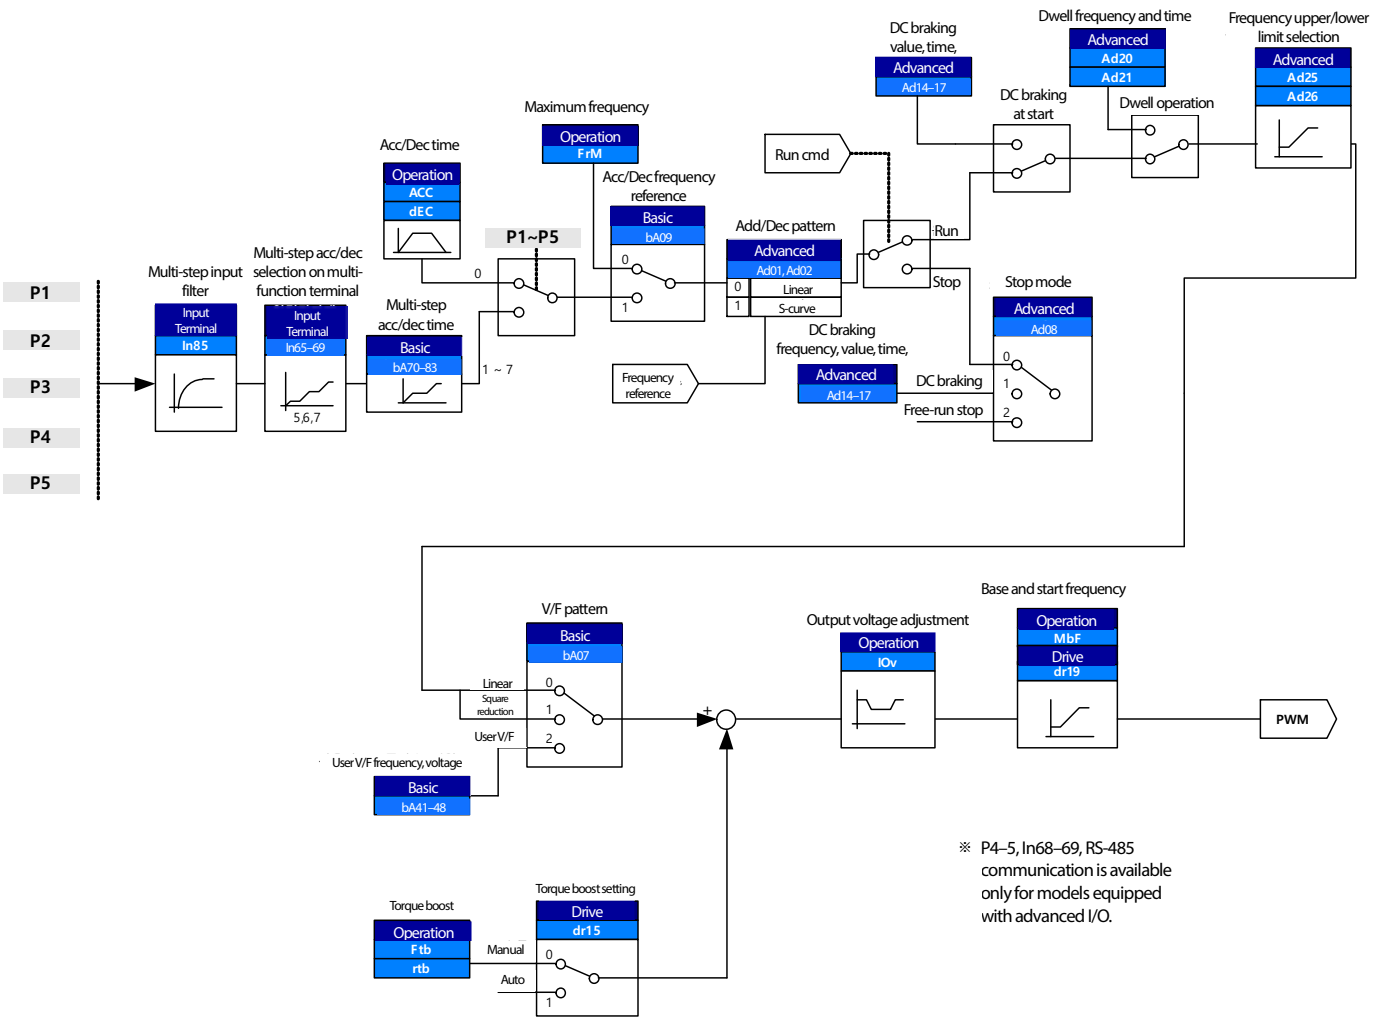 Dwell frequency and time
Advanced
Ad20
Ad21
Frequency upper/lower
limit selection
Advanced
Ad25
Ad26
DC braking
value, time,
Advanced
Ad14–17
DC braking
at start
Dwell operation
Maximum frequency
Operation
FrM
Run cmd
Acc/Dec time
Operation
ACC
dEC
Acc/Dec frequency
reference
Basic
bA09
0
1
P1~P5
0
Add/Dec pattern
Advanced
Ad01, Ad02
0
Linear
1
S-curve
Run
Stop
Multi-step input
filter
Input
Terminal
In85
Multi-step acc/dec
selection on multi-
function terminal
Input
Terminal
In65–69
5,6,7
Multi-step
acc/dec time
Basic
bA70–83
1 ~ 7
P1
P2
P3
P4
P5
Stop mode
Advanced
Ad08
0
1
2
DC braking
frequency, value, time,
Advanced
Ad14–17
DC braking
Free-run stop
Frequency
reference
V/F pattern
Basic
bA07
Linear
0
Square
reduction
1
User V/F
2
User V/F frequency, voltage
Basic
bA41–48
+
Output voltage adjustment
Operation
IOv
Base and start frequency
Operation
MbF
Drive
dr19
PWM
Torque boost
Operation
Ftb
rtb
Torque boost setting
Drive
dr15
Manual
0
Auto
1
※ P4–5, In68–69, RS-485
communication is available
only for models equipped
with advanced I/O.